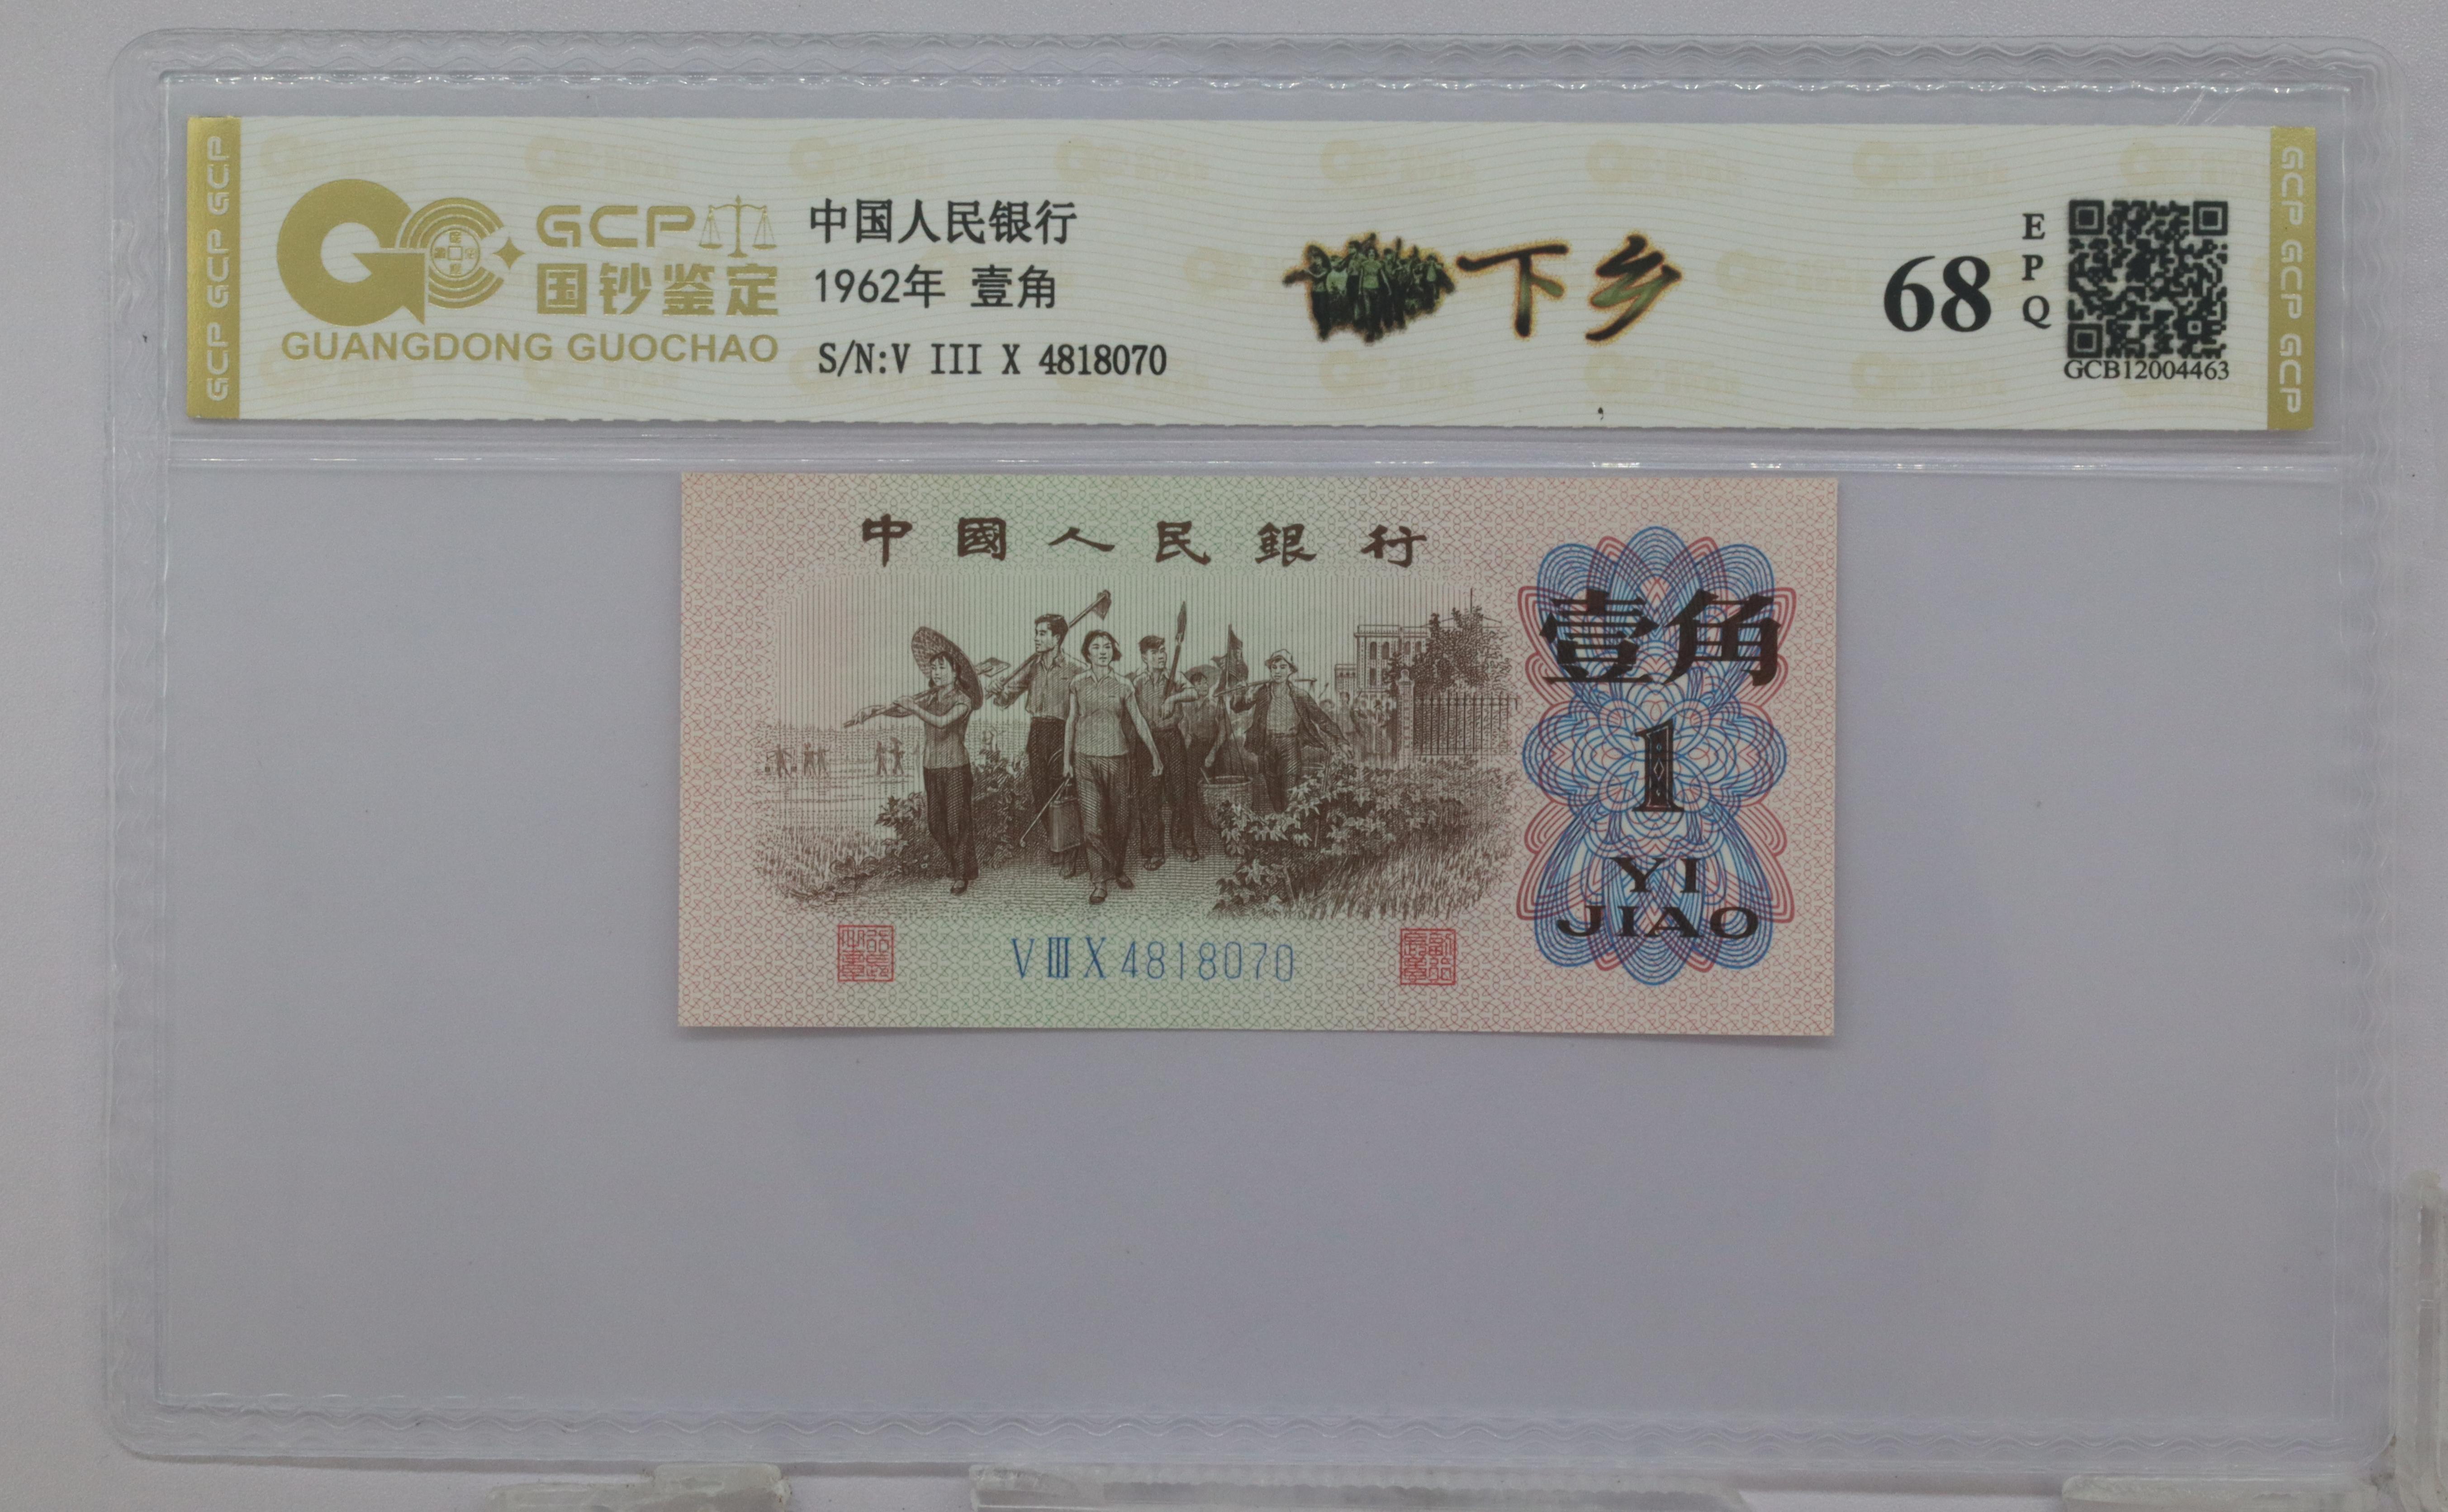 GCP GCP GCP
GCP
国钞鉴定
GUANGDONG GUOCHAO
中国人民银行
1962年 壹角
S/N:V III X 4818070
下乡
68
E
P
Q
GCB12004463
GCP GCP GCP
中國人民銀行
壹角
1
YI
JIAO
V III X 4818070